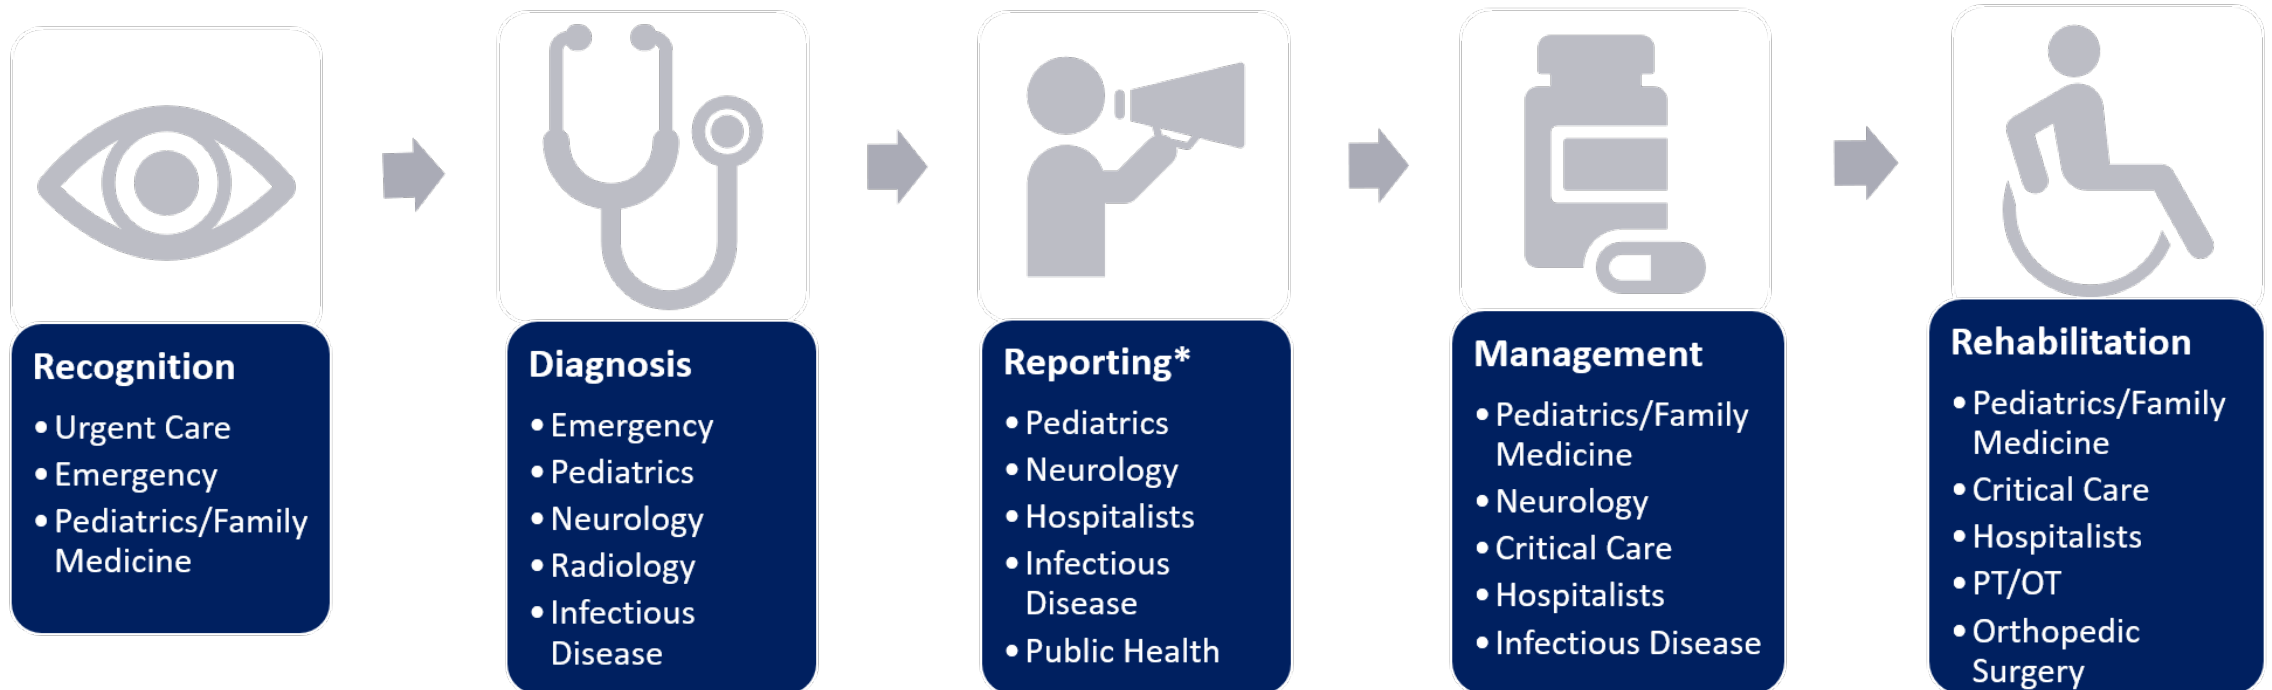 Recognition
• Urgent Care
• Emergency
• Pediatrics/Family
Medicine
Diagnosis
• Emergency
• Pediatrics
• Neurology
• Radiology
• Infectious
Disease
Reporting*
• Pediatrics
• Neurology
• Hospitalists
• Infectious
Disease
• Public Health
Management
• Pediatrics/Family
Medicine
• Neurology
• Critical Care
• Hospitalists
• Infectious Disease
Rehabilitation
• Pediatrics/Family
Medicine
• Critical Care
• Hospitalists
• PT/OT
• Orthopedic
Surgery